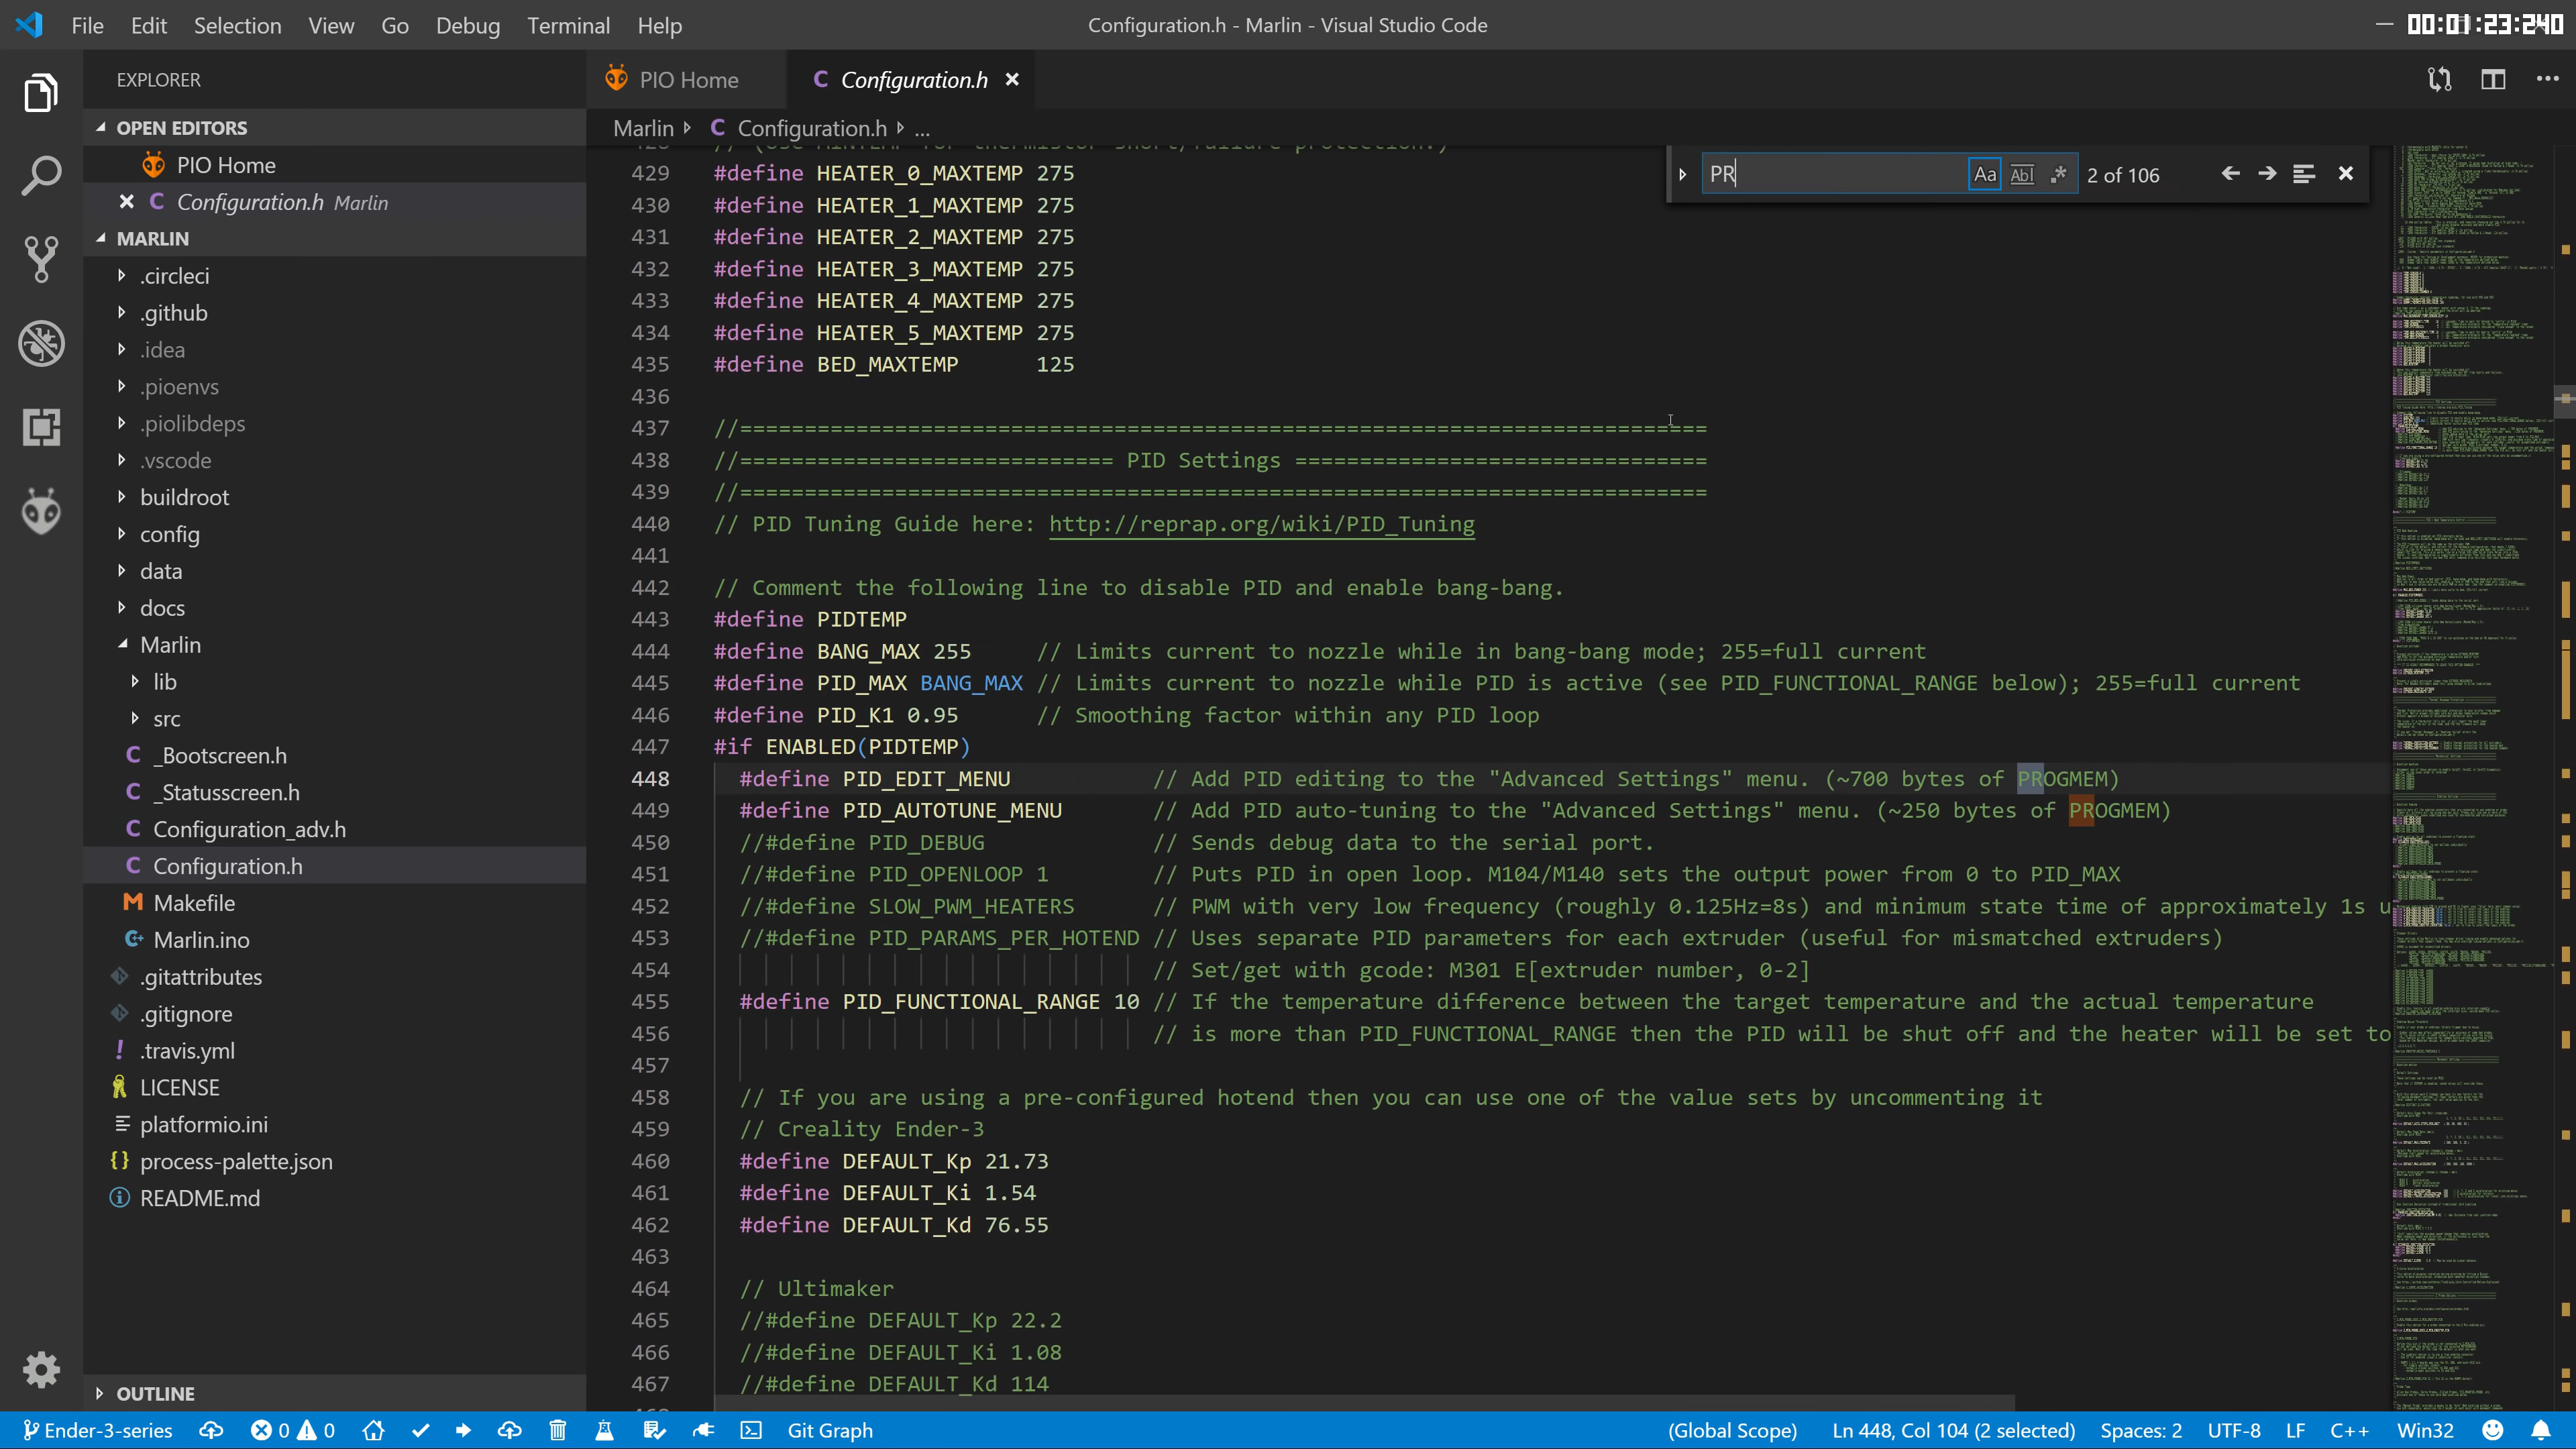 File Edit Selection View Go Debug Terminal Help
Configuration.h - Marlin - Visual Studio Code
00:01:23:240
EXPLORER
OPEN EDITORS
PIO Home
Configuration.h Marlin
MARLIN
.circleci
.github
.idea
.pioenvs
.piolibdeps
.vscode
buildroot
config
data
docs
Marlin
lib
src
_Bootscreen.h
_Statusscreen.h
Configuration_adv.h
Configuration.h
Makefile
Marlin.ino
.gitattributes
.gitignore
.travis.yml
LICENSE
platformio.ini
process-palette.json
README.md
OUTLINE
PIO Home
Configuration.h
Marlin Configuration.h ...
PR
Aa Abl .*
2 of 106
429 #define HEATER_0_MAXTEMP 275
430 #define HEATER_1_MAXTEMP 275
431 #define HEATER_2_MAXTEMP 275
432 #define HEATER_3_MAXTEMP 275
433 #define HEATER_4_MAXTEMP 275
434 #define HEATER_5_MAXTEMP 275
435 #define BED_MAXTEMP      125
436
437 //===========================================================================
438 //============================= PID Settings ================================
439 //===========================================================================
440 // PID Tuning Guide here: http://reprap.org/wiki/PID_Tuning
441
442 // Comment the following line to disable PID and enable bang-bang.
443 #define PIDTEMP
444 #define BANG_MAX 255     // Limits current to nozzle while in bang-bang mode; 255=full current
445 #define PID_MAX BANG_MAX // Limits current to nozzle while PID is active (see PID_FUNCTIONAL_RANGE below); 255=full current
446 #define PID_K1 0.95      // Smoothing factor within any PID loop
447 #if ENABLED(PIDTEMP)
448   #define PID_EDIT_MENU           // Add PID editing to the "Advanced Settings" menu. (~700 bytes of PROGMEM)
449   #define PID_AUTOTUNE_MENU       // Add PID auto-tuning to the "Advanced Settings" menu. (~250 bytes of PROGMEM)
450   //#define PID_DEBUG             // Sends debug data to the serial port.
451   //#define PID_OPENLOOP 1        // Puts PID in open loop. M104/M140 sets the output power from 0 to PID_MAX
452   //#define SLOW_PWM_HEATERS      // PWM with very low frequency (roughly 0.125Hz=8s) and minimum state time of approximately 1s u
453   //#define PID_PARAMS_PER_HOTEND // Uses separate PID parameters for each extruder (useful for mismatched extruders)
454                                   // Set/get with gcode: M301 E[extruder number, 0-2]
455   #define PID_FUNCTIONAL_RANGE 10 // If the temperature difference between the target temperature and the actual temperature
456                                   // is more than PID_FUNCTIONAL_RANGE then the PID will be shut off and the heater will be set to
457
458   // If you are using a pre-configured hotend then you can use one of the value sets by uncommenting it
459   // Creality Ender-3
460   #define DEFAULT_Kp 21.73
461   #define DEFAULT_Ki 1.54
462   #define DEFAULT_Kd 76.55
463
464   // Ultimaker
465   //#define DEFAULT_Kp 22.2
466   //#define DEFAULT_Ki 1.08
467   //#define DEFAULT_Kd 114
Ender-3-series 0 0 Git Graph (Global Scope) Ln 448, Col 104 (2 selected) Spaces: 2 UTF-8 LF C++ Win32